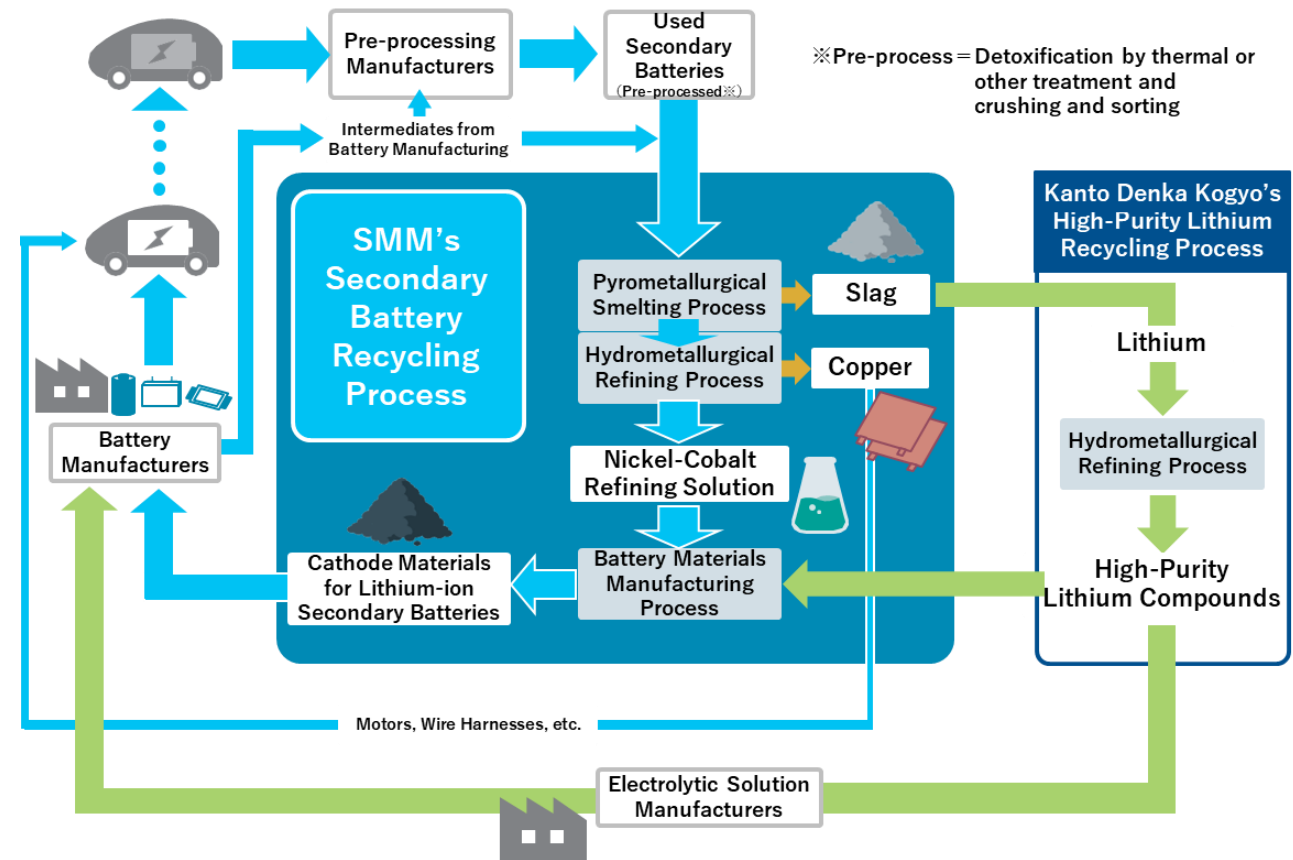 Pre-processing
Manufacturers
Used
Secondary
Batteries
(Pre-processed※)
※Pre-process＝Detoxification by thermal or
other treatment and
crushing and sorting
Intermediates from
Battery Manufacturing
SMM’s
Secondary
Battery
Recycling
Process
Pyrometallurgical
Smelting Process
Slag
Hydrometallurgical
Refining Process
Copper
Nickel-Cobalt
Refining Solution
Battery Materials
Manufacturing
Process
Cathode Materials
for Lithium-ion
Secondary Batteries
Battery
Manufacturers
Kanto Denka Kogyo’s
High-Purity Lithium
Recycling Process
Lithium
Hydrometallurgical
Refining Process
High-Purity
Lithium Compounds
Motors, Wire Harnesses, etc.
Electrolytic Solution
Manufacturers